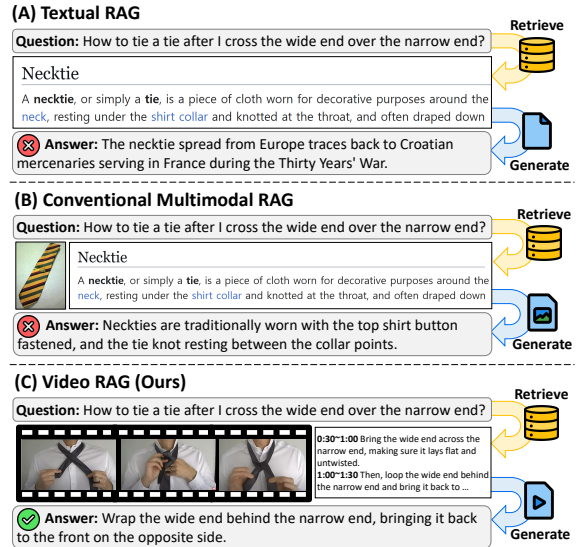 (A) Textual RAG
Retrieve
Question: How to tie a tie after I cross the wide end over the narrow end?
Necktie
A necktie, or simply a tie, is a piece of cloth worn for decorative purposes around the
neck, resting under the shirt collar and knotted at the throat, and often draped down
Answer: The necktie spread from Europe traces back to Croatian
mercenaries serving in France during the Thirty Years' War.
Generate
(B) Conventional Multimodal RAG
Retrieve
Question: How to tie a tie after I cross the wide end over the narrow end?
Necktie
A necktie, or simply a tie, is a piece of cloth worn for decorative purposes around the
neck, resting under the shirt collar and knotted at the throat, and often draped down
Answer: Neckties are traditionally worn with the top shirt button
fastened, and the tie knot resting between the collar points.
Generate
(C) Video RAG (Ours)
Retrieve
Question: How to tie a tie after I cross the wide end over the narrow end?
0:30~1:00 Bring the wide end across the
narrow end, making sure it lays flat and
untwisted.
1:00~1:30 Then, loop the wide end behind
the narrow end and bring it back to ...
Answer: Wrap the wide end behind the narrow end, bringing it back
to the front on the opposite side.
Generate